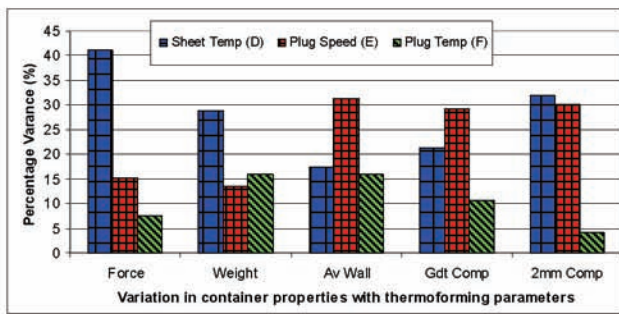 Sheet Temp (D) Plug Speed (E) Plug Temp (F)
Percentage Varance (%)
45
40
35
30
25
20
15
10
5
0
Force Weight Av Wall Gdt Comp 2mm Comp
Variation in container properties with thermoforming parameters